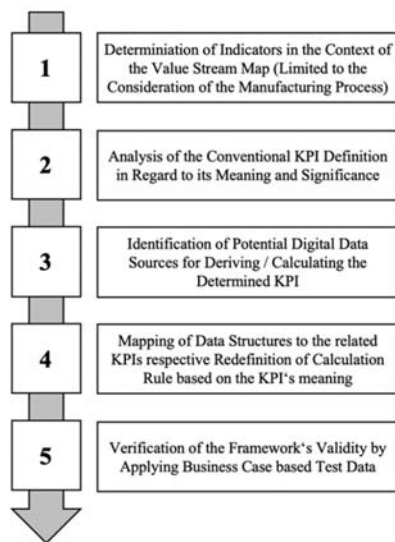 1
Determiniation of Indicators in the Context of
the Value Stream Map (Limited to the
Consideration of the Manufacturing Process)
2
Analysis of the Conventional KPI Definition
in Regard to its Meaning and Significance
3
Identification of Potential Digital Data
Sources for Deriving / Calculating the
Determined KPI
4
Mapping of Data Structures to the related
KPIs respective Redefinition of Calculation
Rule based on the KPI‘s meaning
5
Verification of the Framework‘s Validity by
Applying Business Case based Test Data